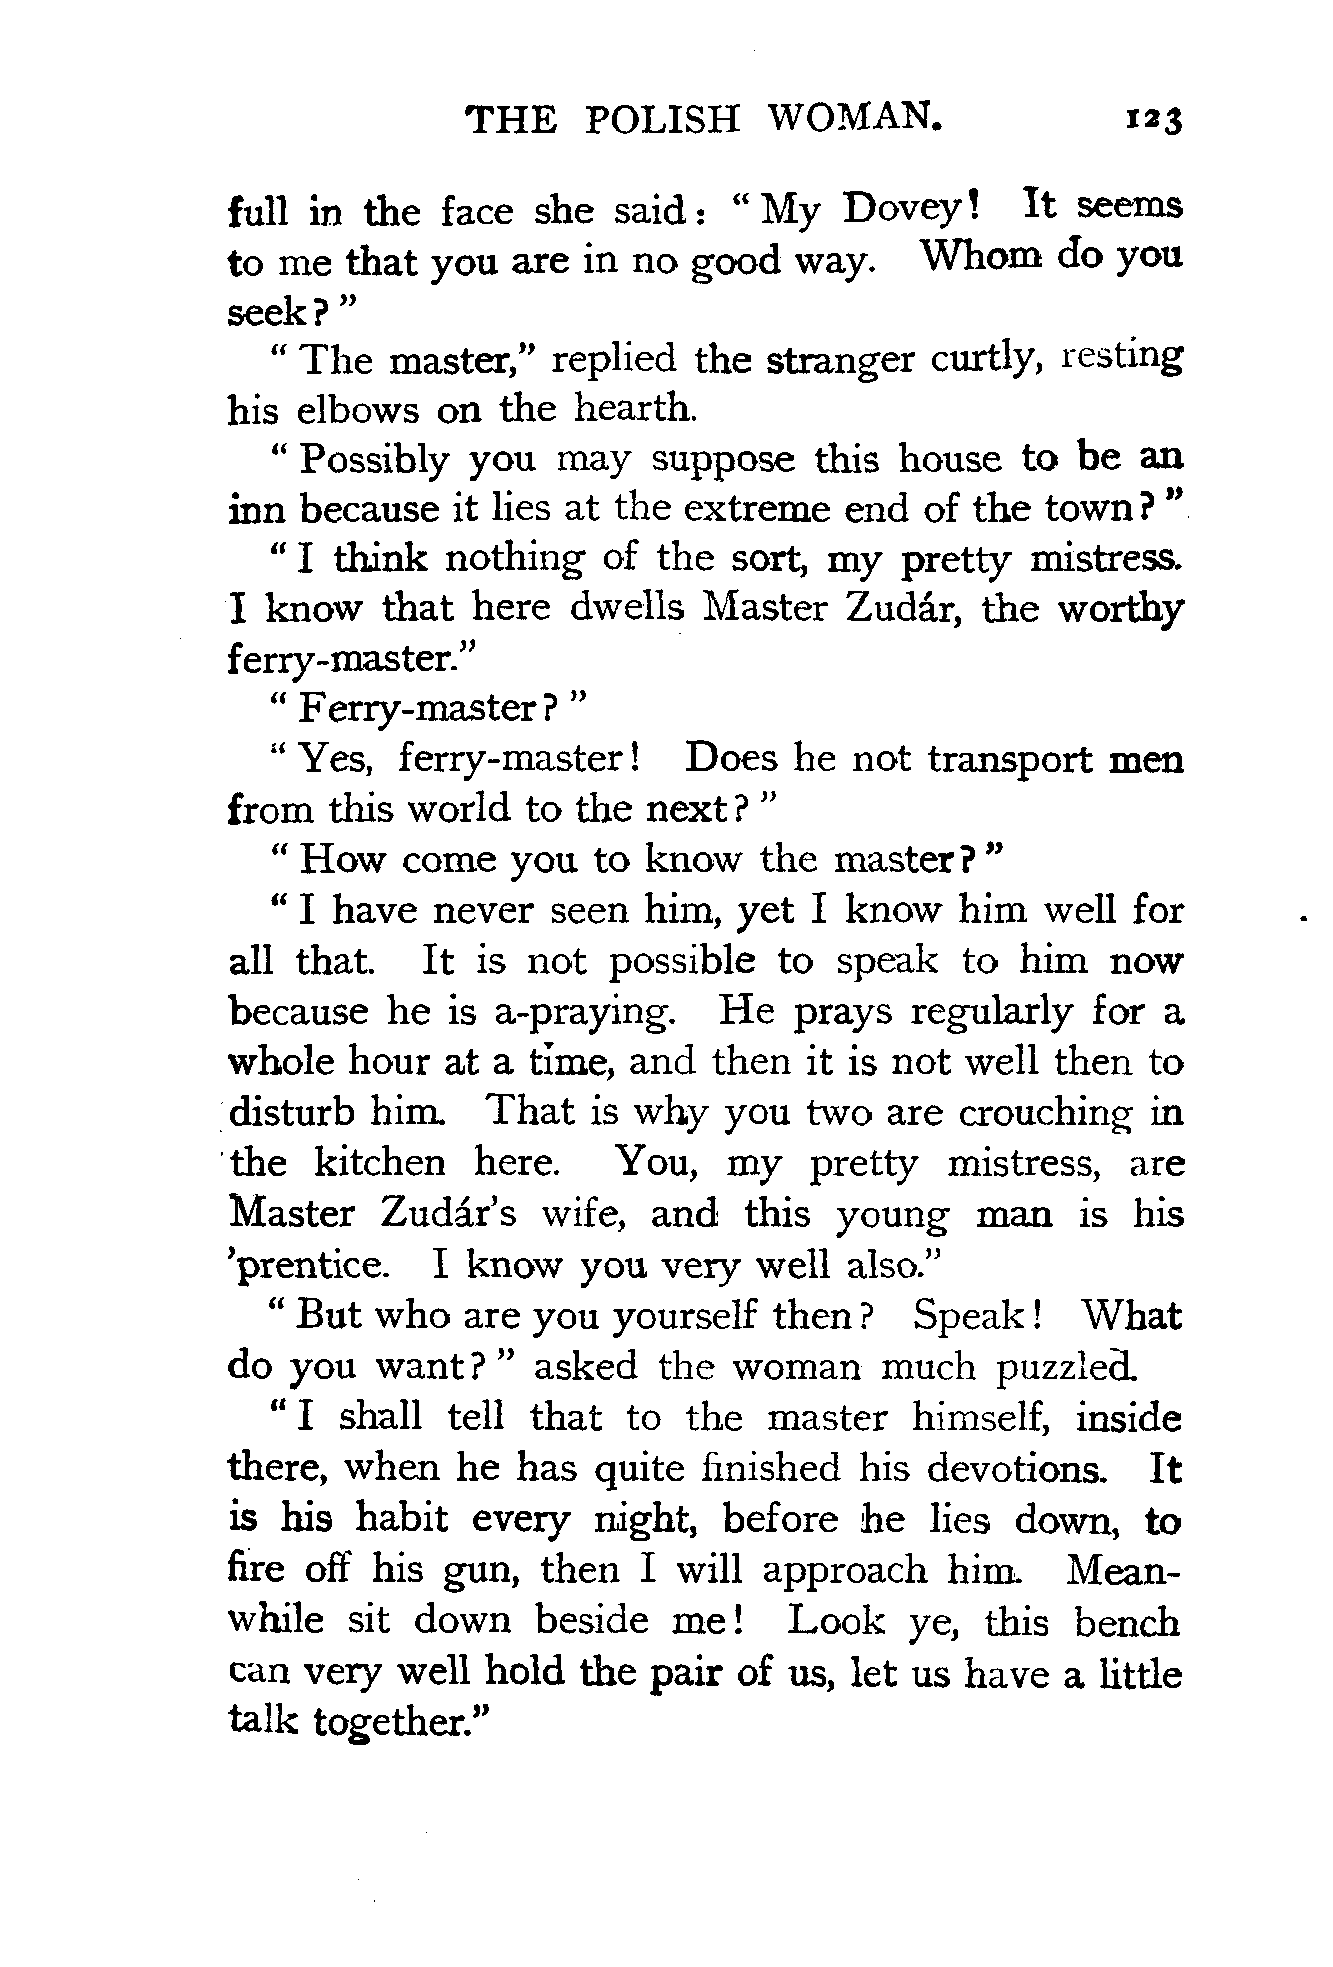 THE POLISH WOMAN. 123
full in the face she said: “ My Dovey! It seems
to me that you are in no good way. Whom do you
seek? ”
“ The master,” replied the stranger curtly, resting
his elbows on the hearth.
“ Possibly you may suppose this house to be an
inn because it lies at the extreme end of the town? ”
“ I think nothing of the sort, my pretty mistress.
I know that here dwells Master Zudár, the worthy
ferry-master.”
“ Ferry-master? ”
“ Yes, ferry-master! Does he not transport men
from this world to the next? ”
“ How come you to know the master? ”
“ I have never seen him, yet I know him well for
all that. It is not possible to speak to him now
because he is a-praying. He prays regularly for a
whole hour at a time, and then it is not well then to
disturb him. That is why you two are crouching in
the kitchen here. You, my pretty mistress, are
Master Zudár’s wife, and this young man is his
’prentice. I know you very well also.”
“ But who are you yourself then? Speak! What
do you want? ” asked the woman much puzzled.
“ I shall tell that to the master himself, inside
there, when he has quite finished his devotions. It
is his habit every night, before he lies down, to
fire off his gun, then I will approach him. Mean-
while sit down beside me! Look ye, this bench
can very well hold the pair of us, let us have a little
talk together.”